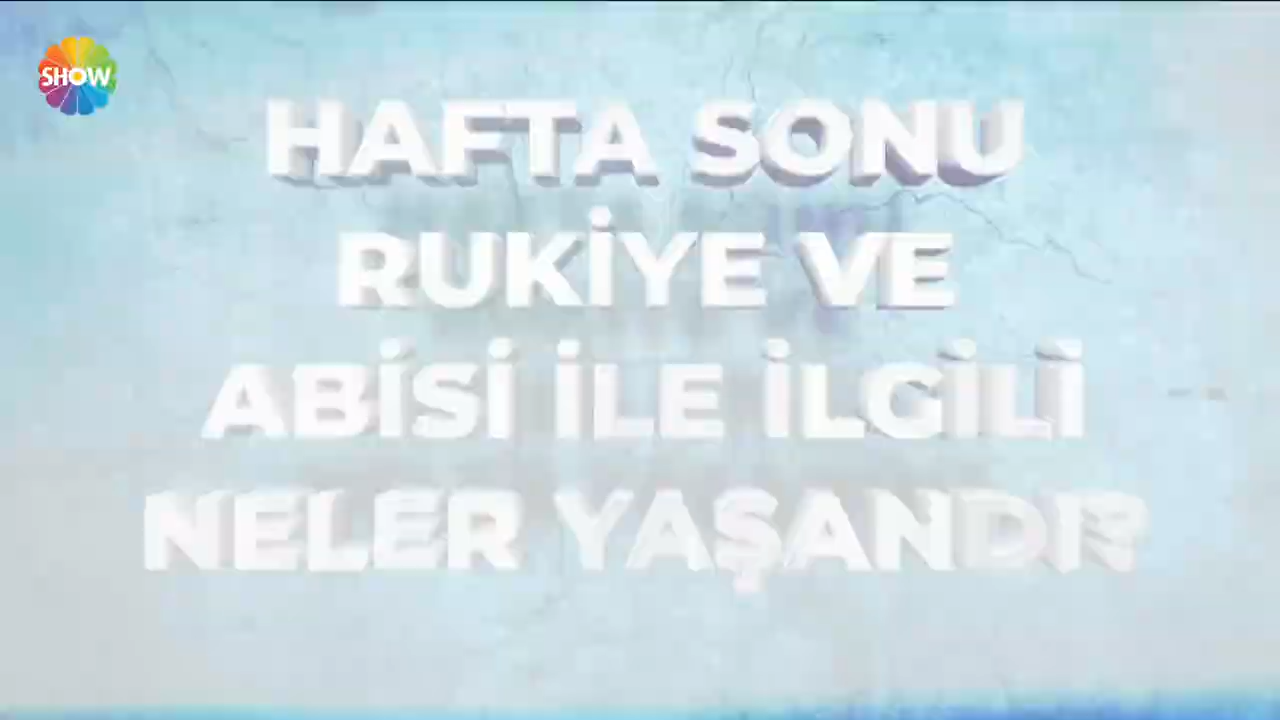 SHOW
HAFTA SONU
RUKİYE VE
ABİSİ İLE İLGİLİ
NELER YAŞANDI?